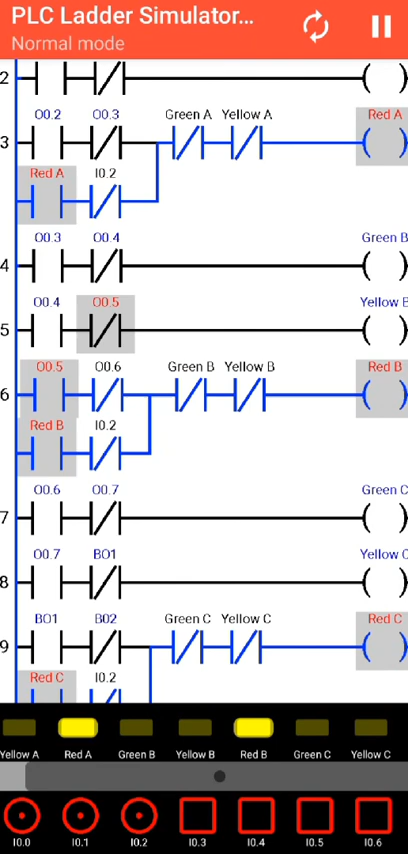 PLC Ladder Simulator...
Normal mode
2
O0.2 O0.3 Green A Yellow A Red A
3
Red A I0.2
O0.3 O0.4 Green B
4
O0.4 O0.5 Yellow B
5
O0.5 O0.6 Green B Yellow B Red B
6
Red B I0.2
O0.6 O0.7 Green C
7
O0.7 BO1 Yellow C
8
BO1 B02 Green C Yellow C Red C
9
Red C I0.2
Yellow A Red A Green B Yellow B Red B Green C Yellow C
I0.0 I0.1 I0.2 I0.3 I0.4 I0.5 I0.6